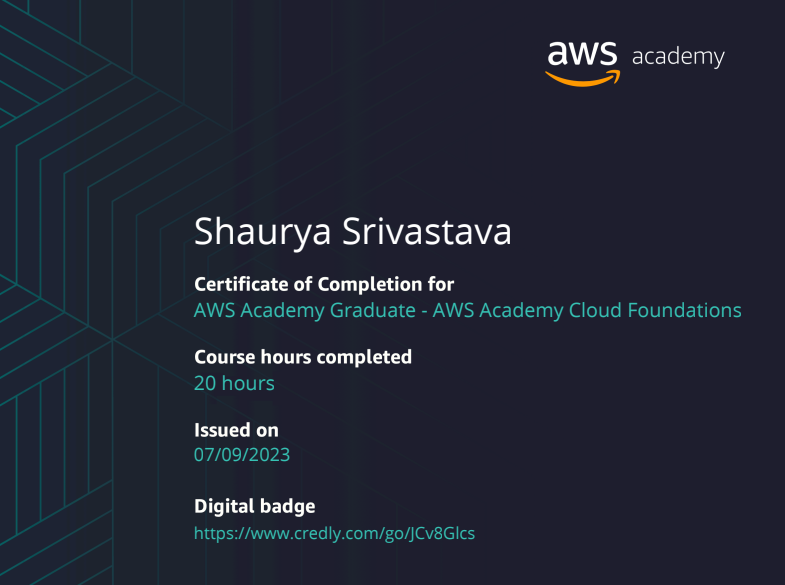 aws academy
Shaurya Srivastava
Certificate of Completion for
AWS Academy Graduate - AWS Academy Cloud Foundations
Course hours completed
20 hours
Issued on
07/09/2023
Digital badge
https://www.credly.com/go/JCv8Glcs